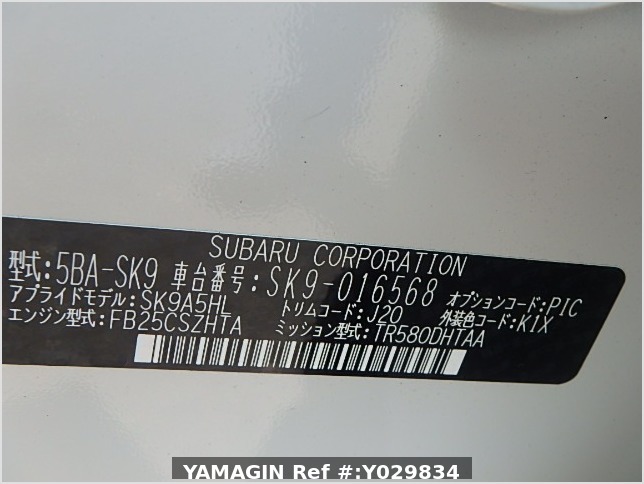 SUBARU CORPORATION
型式:5BA-SK9 車台番号:SK9-016568 オプションコード:PIC
アプライドモデル:SK9A5HL トリムコード:J20 外装色コード:K1X
エンジン型式:FB25CSZHTA ミッション型式:TR580DHTAA
YAMAGIN Ref #:Y029834